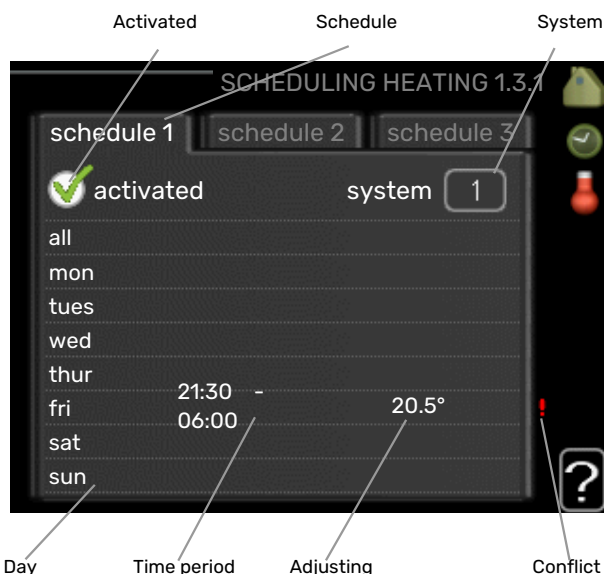 Activated Schedule System
SCHEDULING HEATING 1.3.1
schedule 1 schedule 2 schedule 3
activated system 1
all
mon
tues
wed
thur
fri 21:30 - 06:00 20.5° !
sat
sun
?
Day Time period Adjusting Conflict